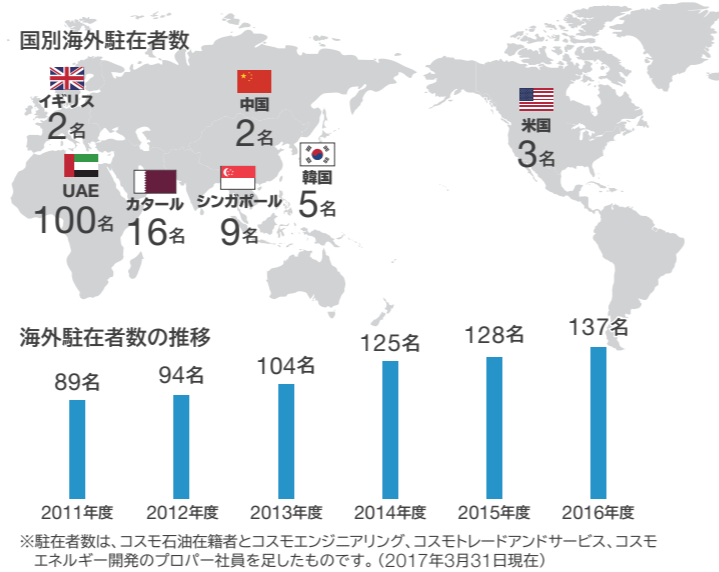 国別海外駐在者数
イギリス
2名
中国
2名
米国
3名
UAE
100名
カタール
16名
シンガポール
9名
韓国
5名
海外駐在者数の推移
89名
94名
104名
125名
128名
137名
2011年度
2012年度
2013年度
2014年度
2015年度
2016年度
※駐在者数は、コスモ石油在籍者とコスモエンジニアリング、コスモトレードアンドサービス、コスモ
エネルギー開発のプロパー社員を足したものです。（2017年3月31日現在）